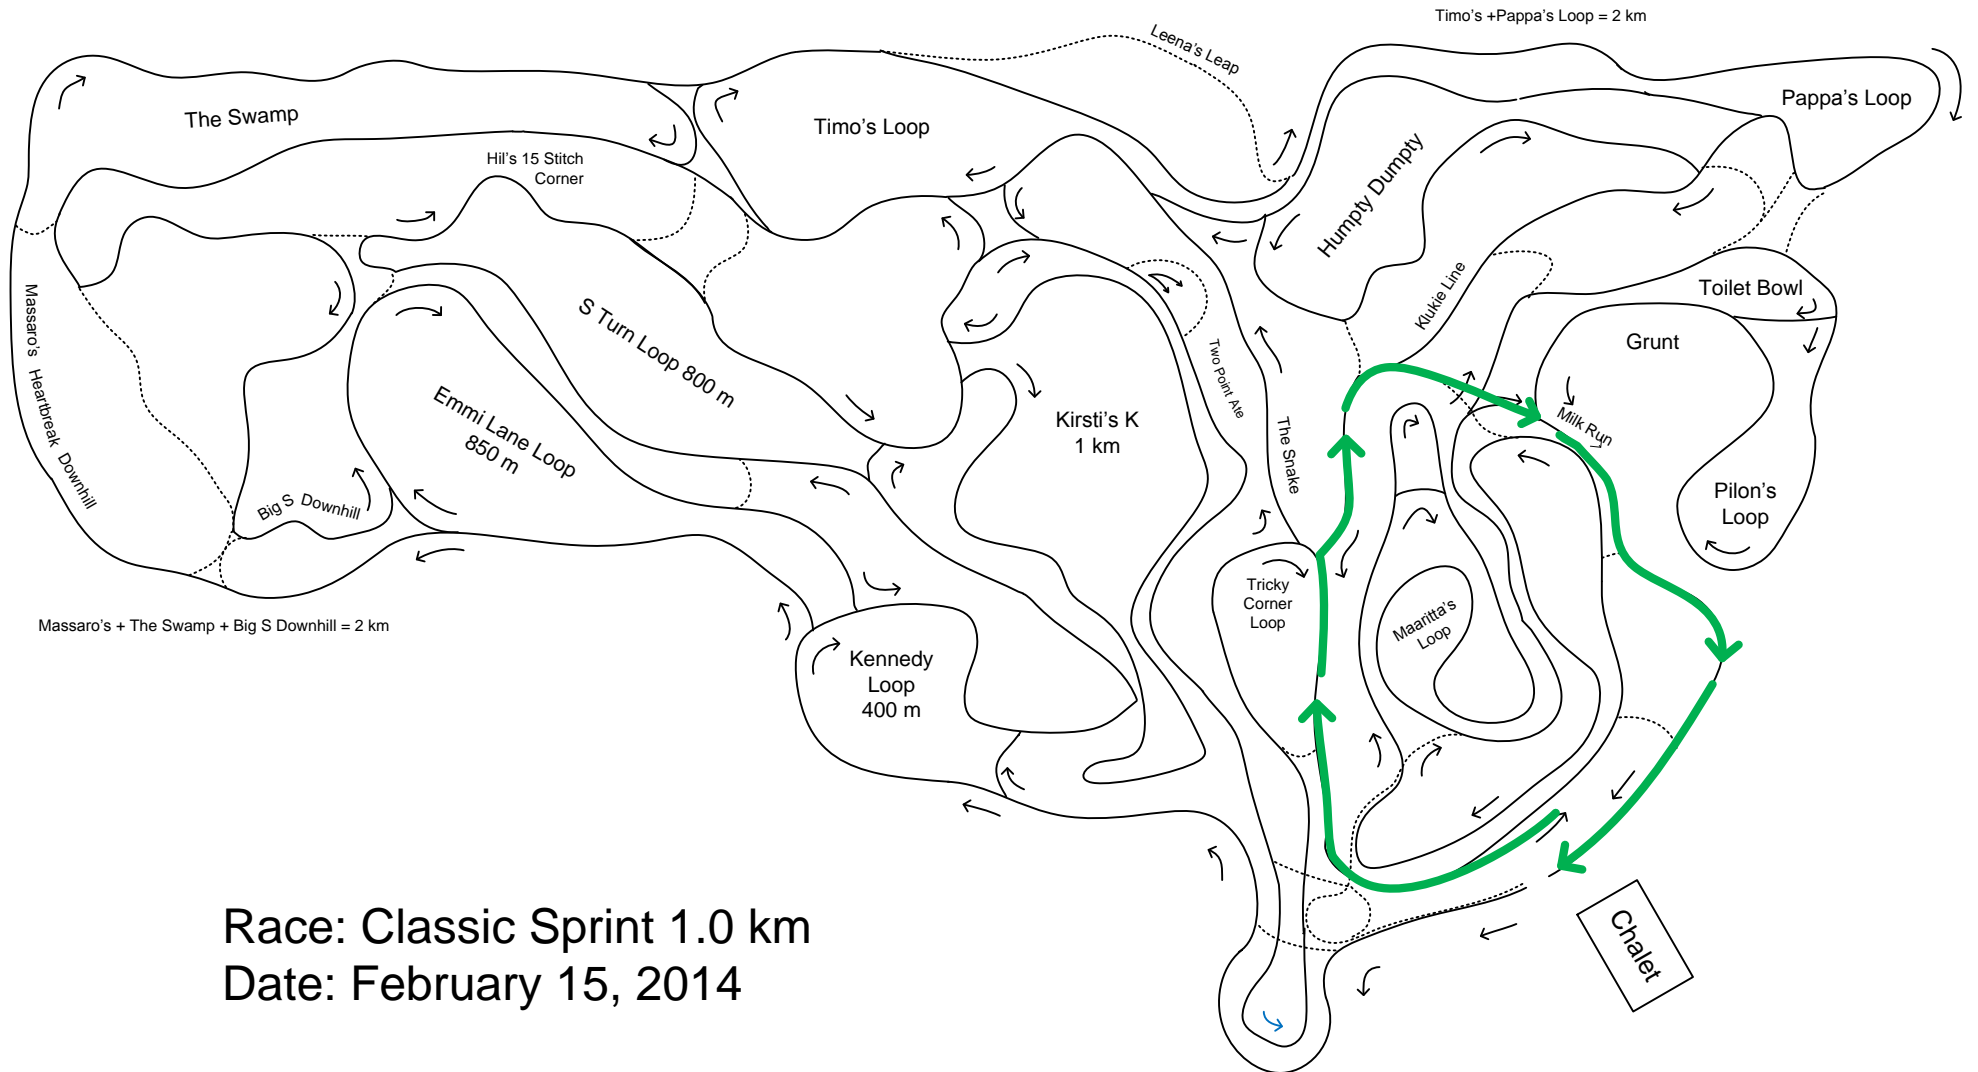 Timo's +Pappa's Loop = 2 km
Leena's Leap
Pappa's Loop
The Swamp
Timo's Loop
Hil's 15 Stitch
Corner
Humpty Dumpty
Klukie Line
Toilet Bowl
Massaro's Heartbreak Downhill
S Turn Loop 800 m
Two Point Ate
Grunt
Emmi Lane Loop
850 m
Kirsti's K
1 km
The Snake
Milk Run
Big S Downhill
Pilon's
Loop
Tricky
Corner
Loop
Maaritta's
Loop
Massaro's + The Swamp + Big S Downhill = 2 km
Kennedy
Loop
400 m
Race: Classic Sprint 1.0 km
Date: February 15, 2014
Chalet